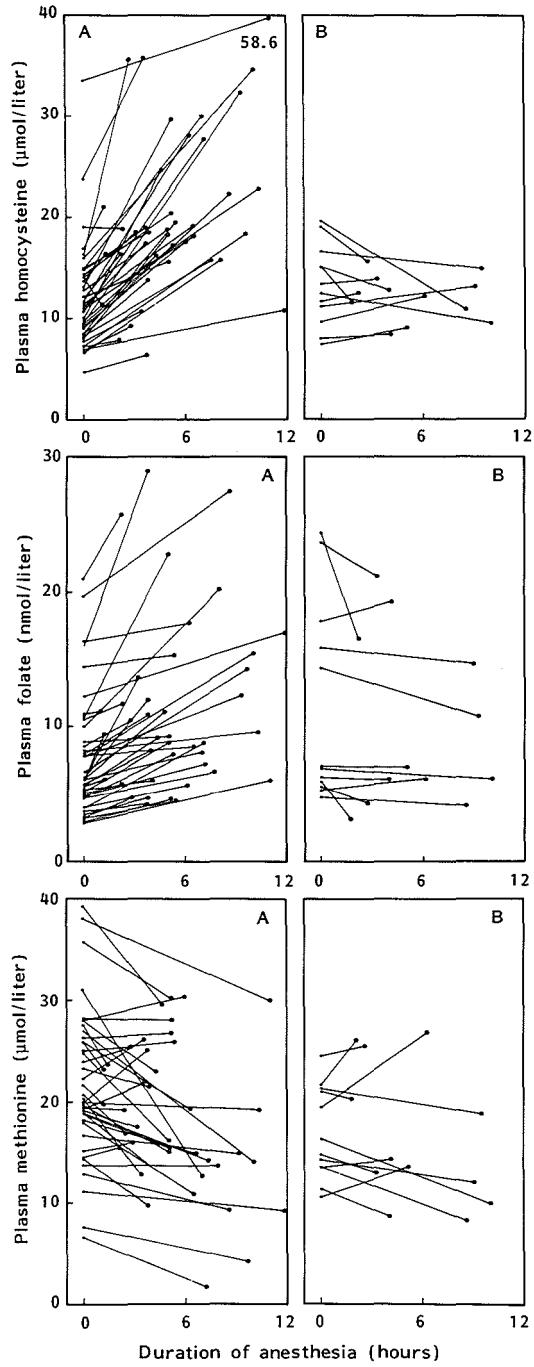 A
B
58.6
Plasma homocysteine (μmol/liter)
40
30
20
10
0
0 6 12
0 6 12
A
B
Plasma folate (nmol/liter)
30
20
10
0
0 6 12
0 6 12
A
B
Plasma methionine (μmol/liter)
40
30
20
10
0
0 6 12
0 6 12
Duration of anesthesia (hours)